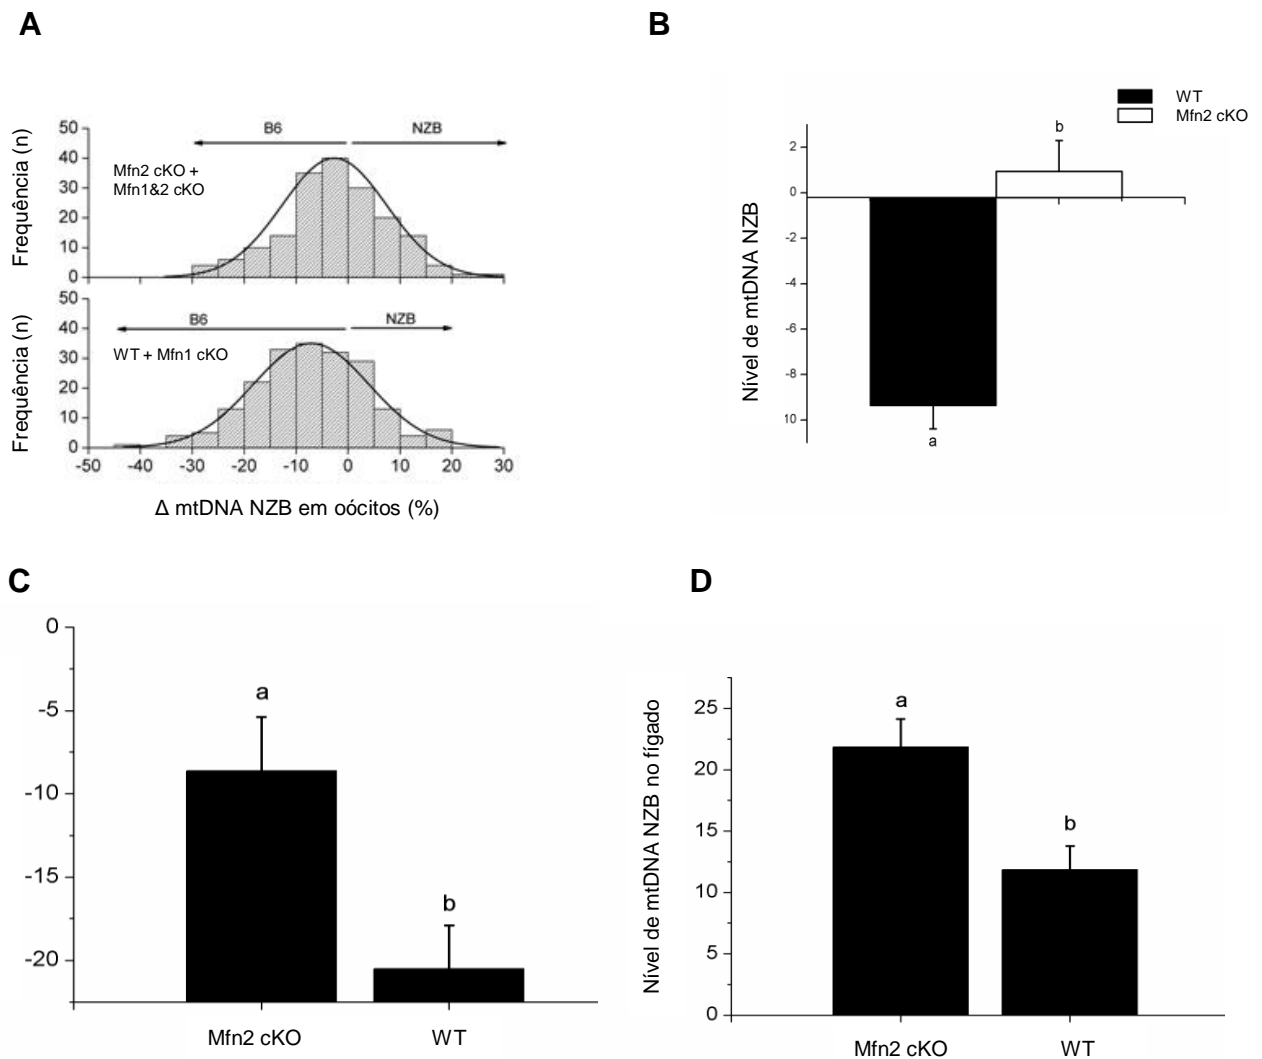 A
B
50
40
30
20
10
0
Frequência (n)
B6
NZB
Mfn2 cKO +
Mfn1&2 cKO
50
40
30
20
10
0
Frequência (n)
B6
NZB
WT + Mfn1 cKO
-50 -40 -30 -20 -10 0 10 20 30
Δ mtDNA NZB em oócitos (%)
WT
Mfn2 cKO
2
0
-2
-4
-6
-8
10
Nível de mtDNA NZB
b
a
C
D
0
-5
-10
-15
-20
a
b
Mfn2 cKO WT
Nível de mtDNA NZB no fígado
25
20
15
10
5
0
a
b
Mfn2 cKO WT